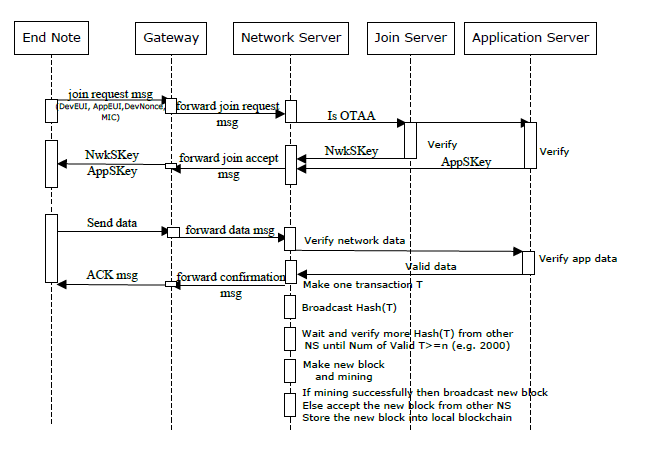 End Note
Gateway
Network Server
Join Server
Application Server
join request msg
(DevEUI, AppEUI,DevNonce,
MIC)
forward join request
msg
Is OTAA
NwkSKey
AppSKey
forward join accept
msg
NwkSKey
Verify
AppSKey
Verify
Send data
forward data msg
Verify network data
Verify app data
Valid data
ACK msg
forward confirmation
msg
Make one transaction T
Broadcast Hash(T)
Wait and verify more Hash(T) from other
NS until Num of Valid T>=n (e.g. 2000)
Make new block
and mining
If mining successfully then broadcast new block
Else accept the new block from other NS
Store the new block into local blockchain